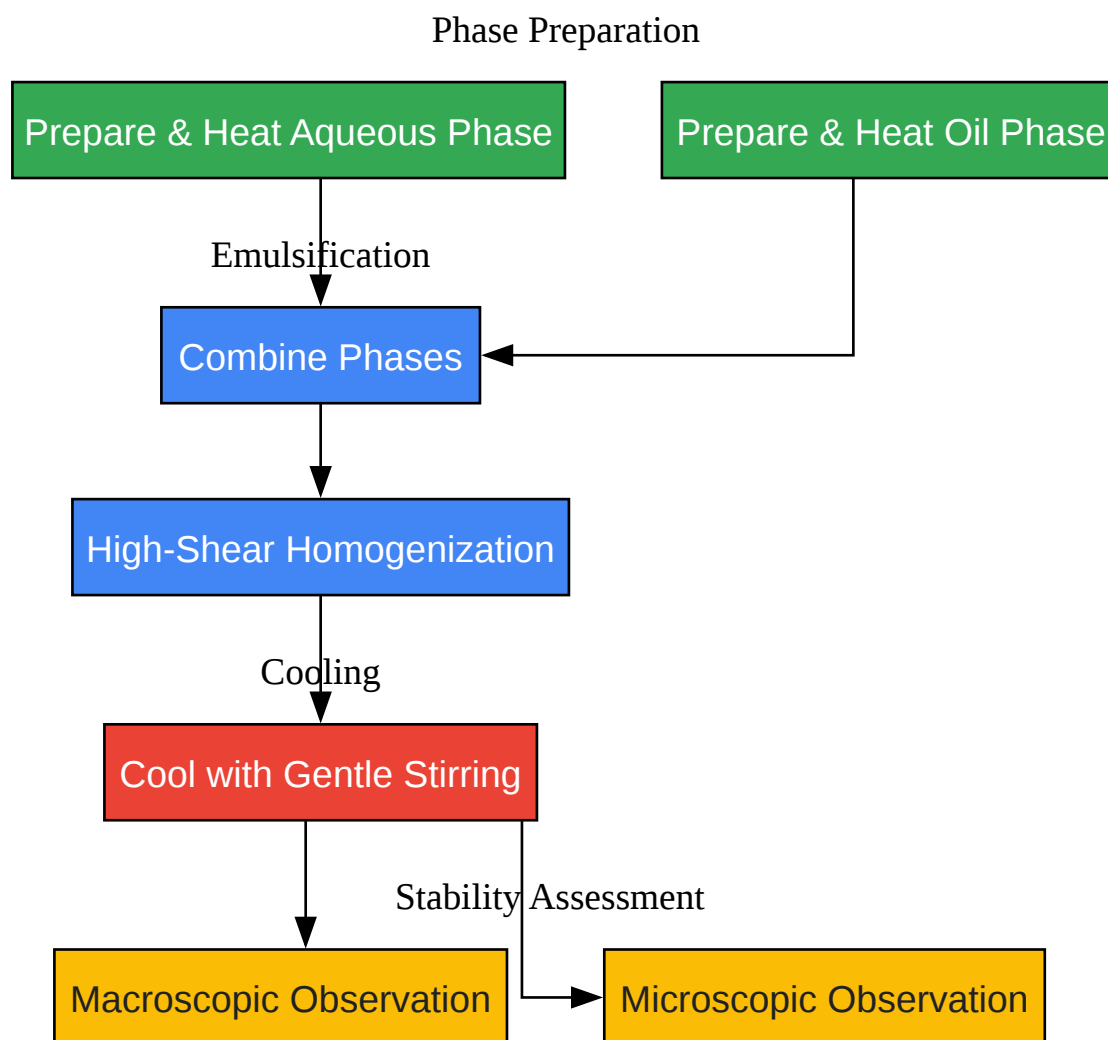 Phase Preparation
Prepare & Heat Aqueous Phase
Prepare & Heat Oil Phase
Emulsification
Combine Phases
High-Shear Homogenization
Cooling
Cool with Gentle Stirring
Stability Assessment
Macroscopic Observation
Microscopic Observation